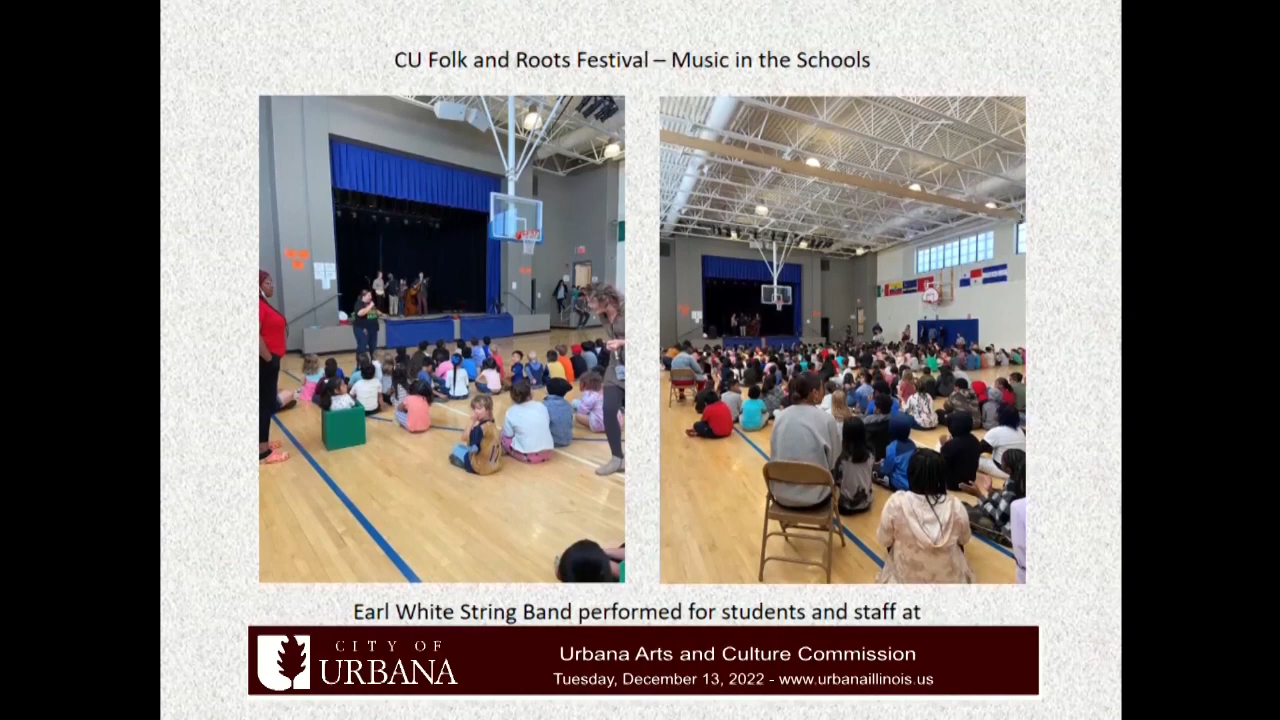 CU Folk and Roots Festival – Music in the Schools
Earl White String Band performed for students and staff at
CITY OF
URBANA
Urbana Arts and Culture Commission
Tuesday, December 13, 2022 - www.urbanaillinois.us